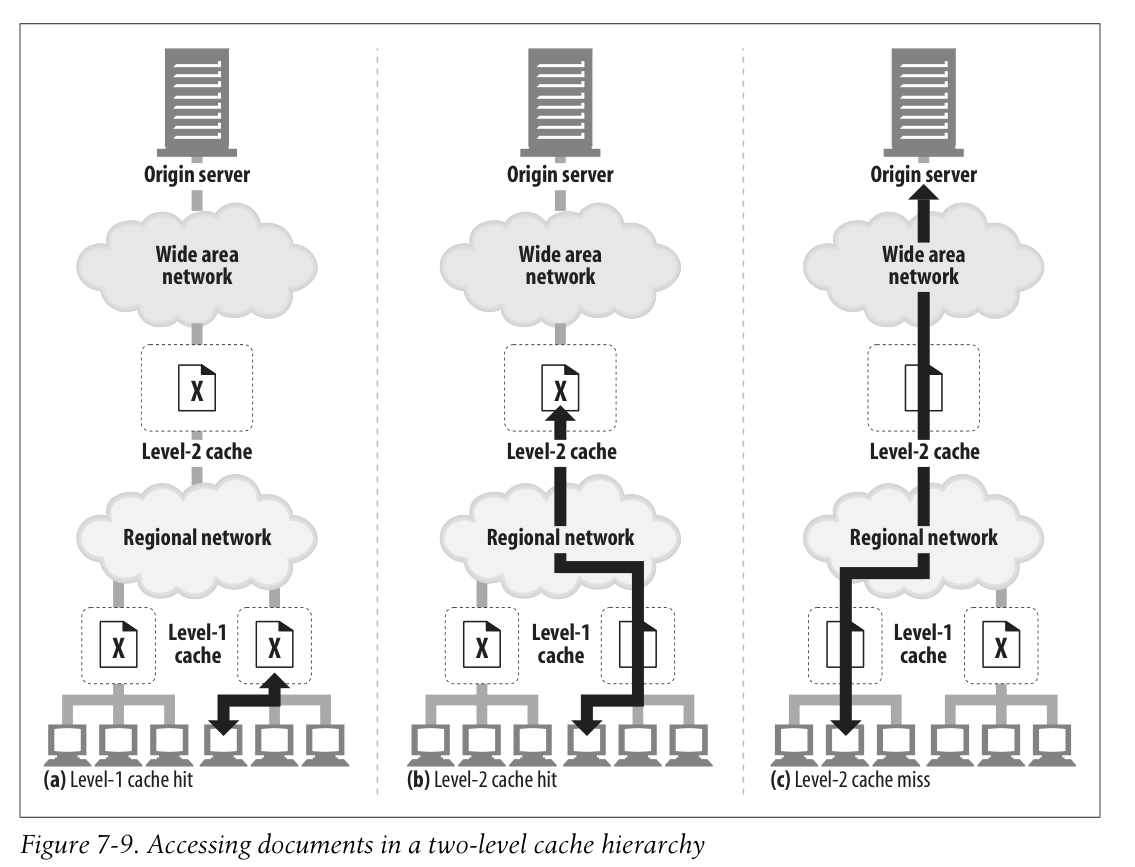 Origin server
Wide area
network
X
Level-2 cache
Regional network
X
Level-1
cache
X
(a) Level-1 cache hit
Origin server
Wide area
network
X
Level-2 cache
Regional network
X
Level-1
cache
(b) Level-2 cache hit
Origin server
Wide area
network
Level-2 cache
Regional network
Level-1
cache
X
(c) Level-2 cache miss
Figure 7-9. Accessing documents in a two-level cache hierarchy